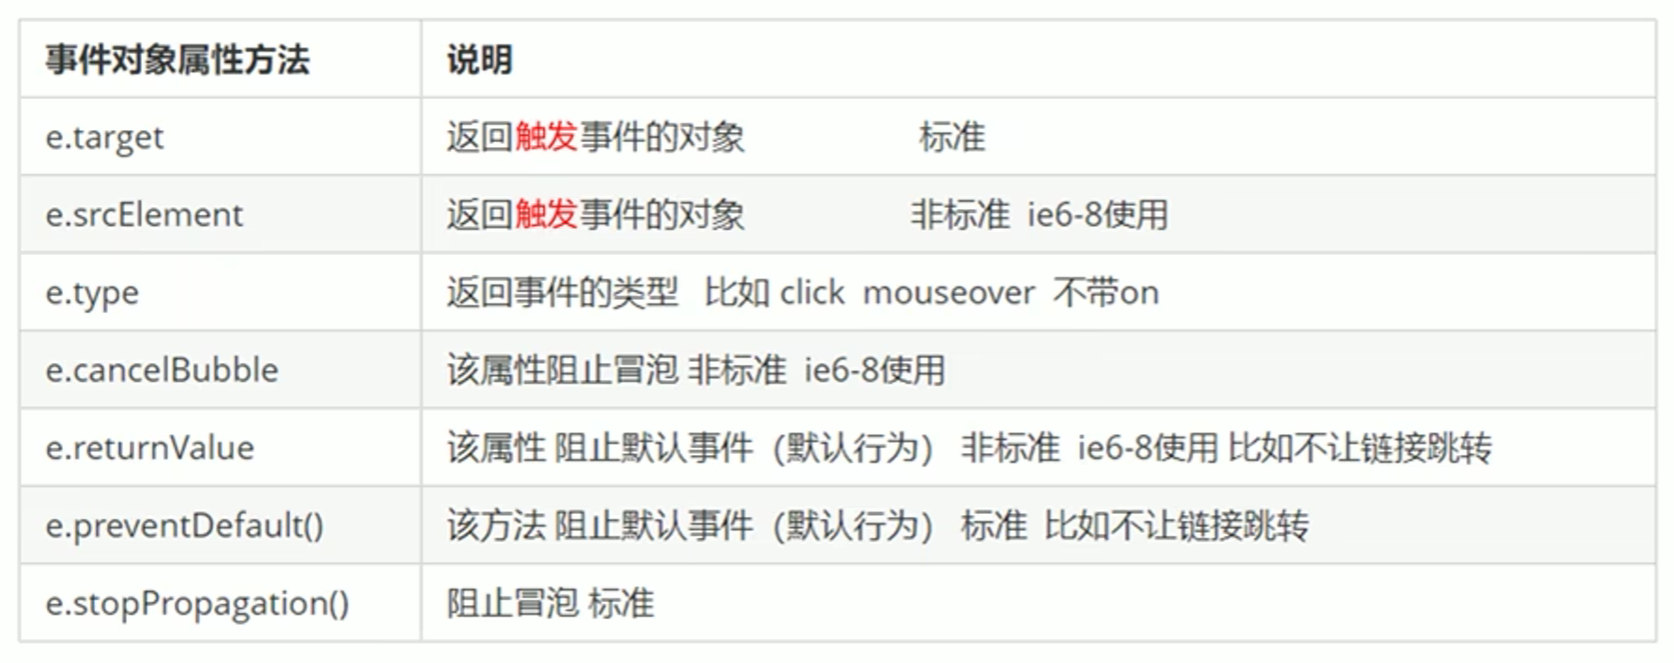 事件对象属性方法 说明
e.target 返回触发事件的对象 标准
e.srcElement 返回触发事件的对象 非标准 ie6-8使用
e.type 返回事件的类型 比如 click mouseover 不带on
e.cancelBubble 该属性阻止冒泡 非标准 ie6-8使用
e.returnValue 该属性 阻止默认事件（默认行为） 非标准 ie6-8使用 比如不让链接跳转
e.preventDefault() 该方法 阻止默认事件（默认行为） 标准 比如不让链接跳转
e.stopPropagation() 阻止冒泡 标准